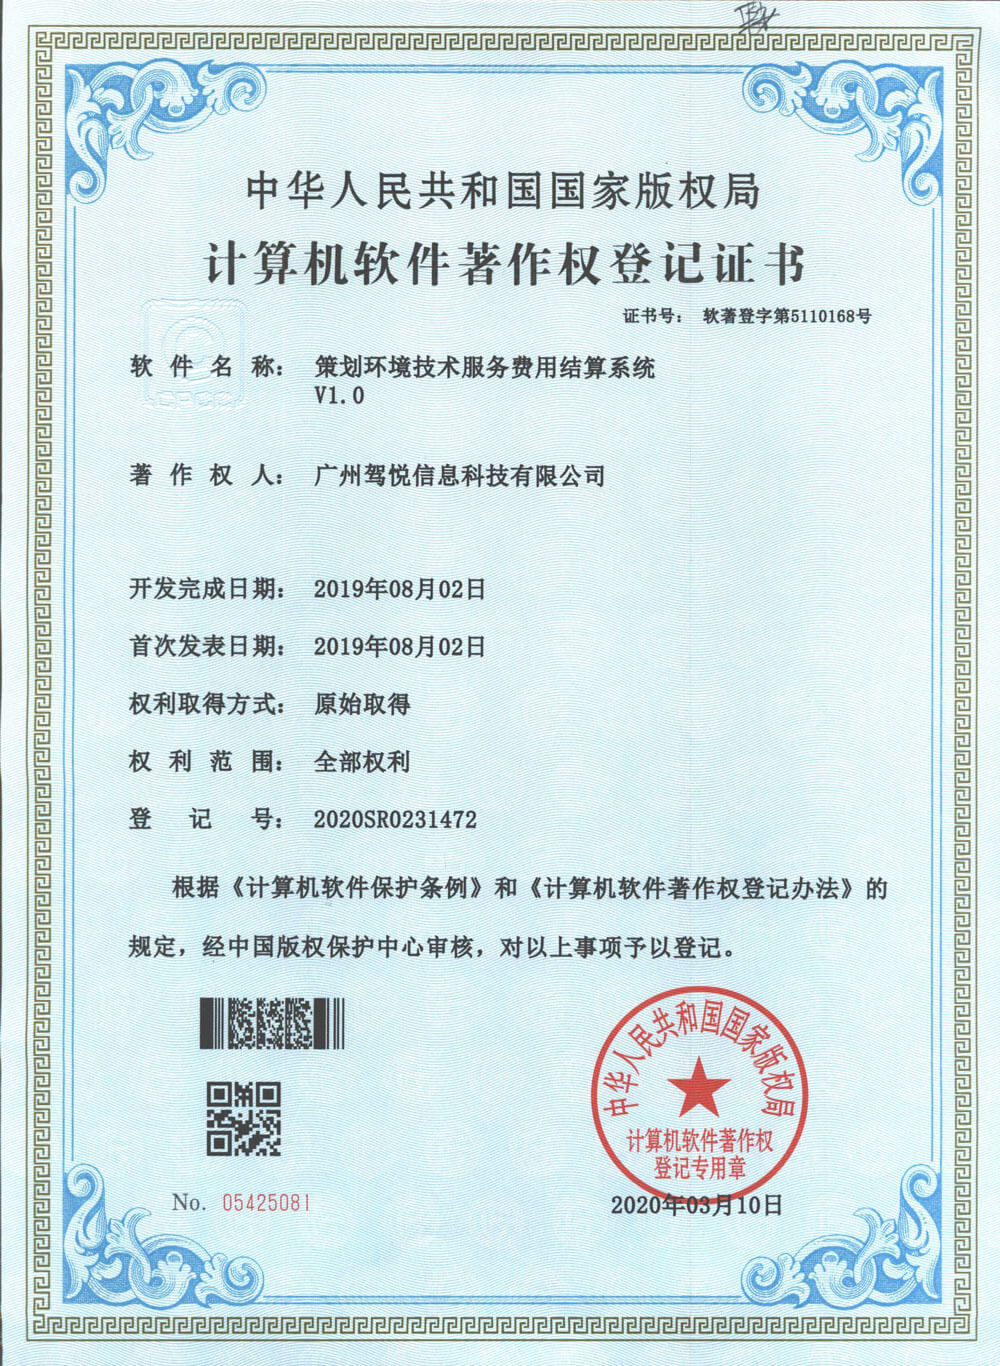 中华人民共和国国家版权局
计算机软件著作权登记证书
证书号： 软著登字第5110168号
软件名称： 策划环境技术服务费用结算系统
V1.0
著作权人： 广州驾悦信息科技有限公司
开发完成日期： 2019年08月02日
首次发表日期： 2019年08月02日
权利取得方式： 原始取得
权利范围： 全部权利
登记号： 2020SR0231472
根据《计算机软件保护条例》和《计算机软件著作权登记办法》的
规定，经中国版权保护中心审核，对以上事项予以登记。
中华人民共和国国家版权局
计算机软件著作权
登记专用章
No. 05425081
2020年03月10日